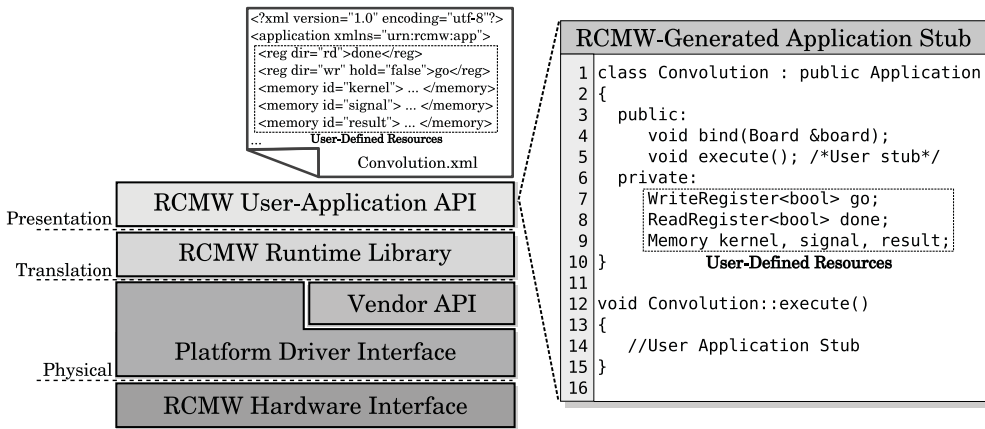 <?xml version="1.0" encoding="utf-8"?>
<application xmlns="urn:rcmw:app">
<reg dir="rd">done</reg>
<reg dir="wr" hold="false">go</reg>
<memory id="kernel"> ... </memory>
<memory id="signal"> ... </memory>
<memory id="result"> ... </memory>
... User-Defined Resources
Convolution.xml
RCMW User-Application API
Presentation
RCMW Runtime Library
Translation
Vendor API
Platform Driver Interface
Physical
RCMW Hardware Interface
RCMW-Generated Application Stub
1 class Convolution : public Application
2 {
3 public:
4 void bind(Board &board);
5 void execute(); /*User stub*/
6 private:
7 WriteRegister<bool> go;
8 ReadRegister<bool> done;
9 Memory kernel, signal, result;
10 } User-Defined Resources
11
12 void Convolution::execute()
13 {
14 //User Application Stub
15 }
16